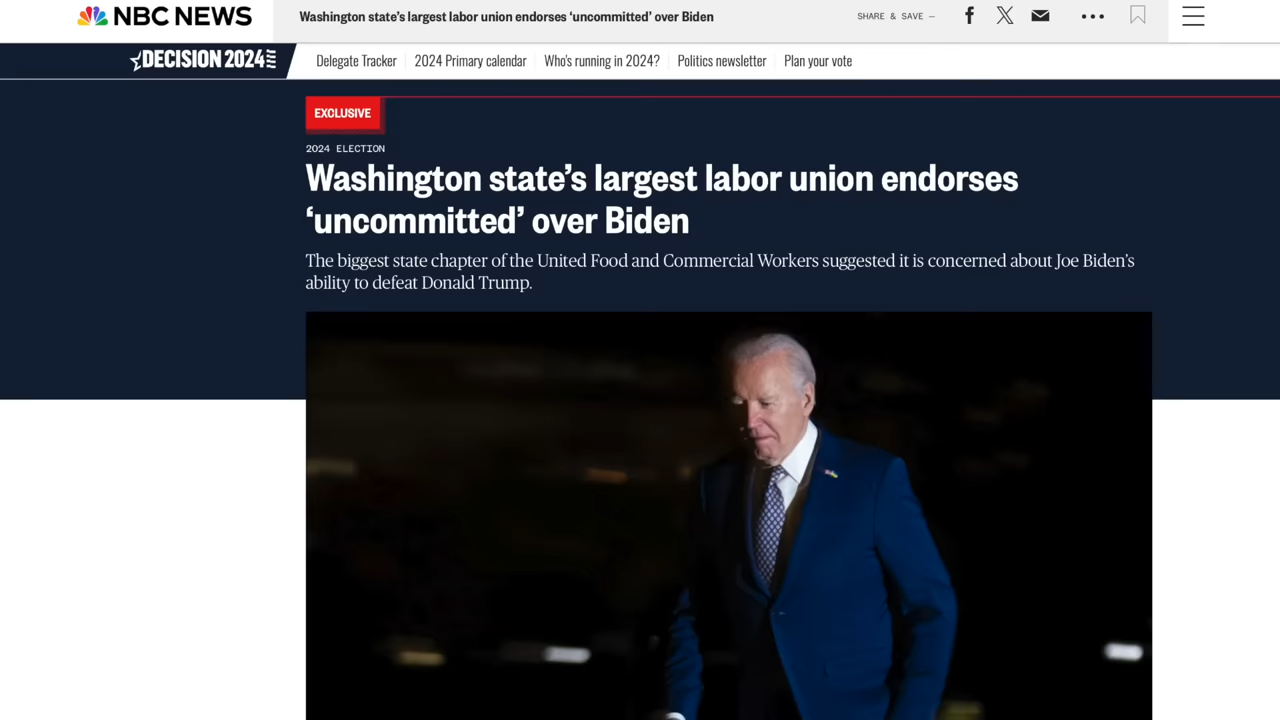 NBC NEWS
Washington state’s largest labor union endorses ‘uncommitted’ over Biden
SHARE & SAVE —
DECISION 2024
Delegate Tracker
2024 Primary calendar
Who's running in 2024?
Politics newsletter
Plan your vote
EXCLUSIVE
2024 ELECTION
Washington state’s largest labor union endorses
‘uncommitted’ over Biden
The biggest state chapter of the United Food and Commercial Workers suggested it is concerned about Joe Biden’s
ability to defeat Donald Trump.